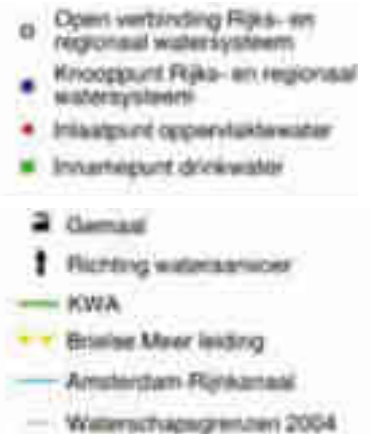 Open verbinding Rijks- en
regionaal watersysteem
Knooppunt Rijks- en regionaal
watersysteem
Inlaatpunt oppervlaktewater
Innamepunt drinkwater
Gemaal
Richting wateraanvoer
KWA
Brielse Meer leiding
Amsterdam-Rijnkanaal
Waterschapsgrenzen 2004